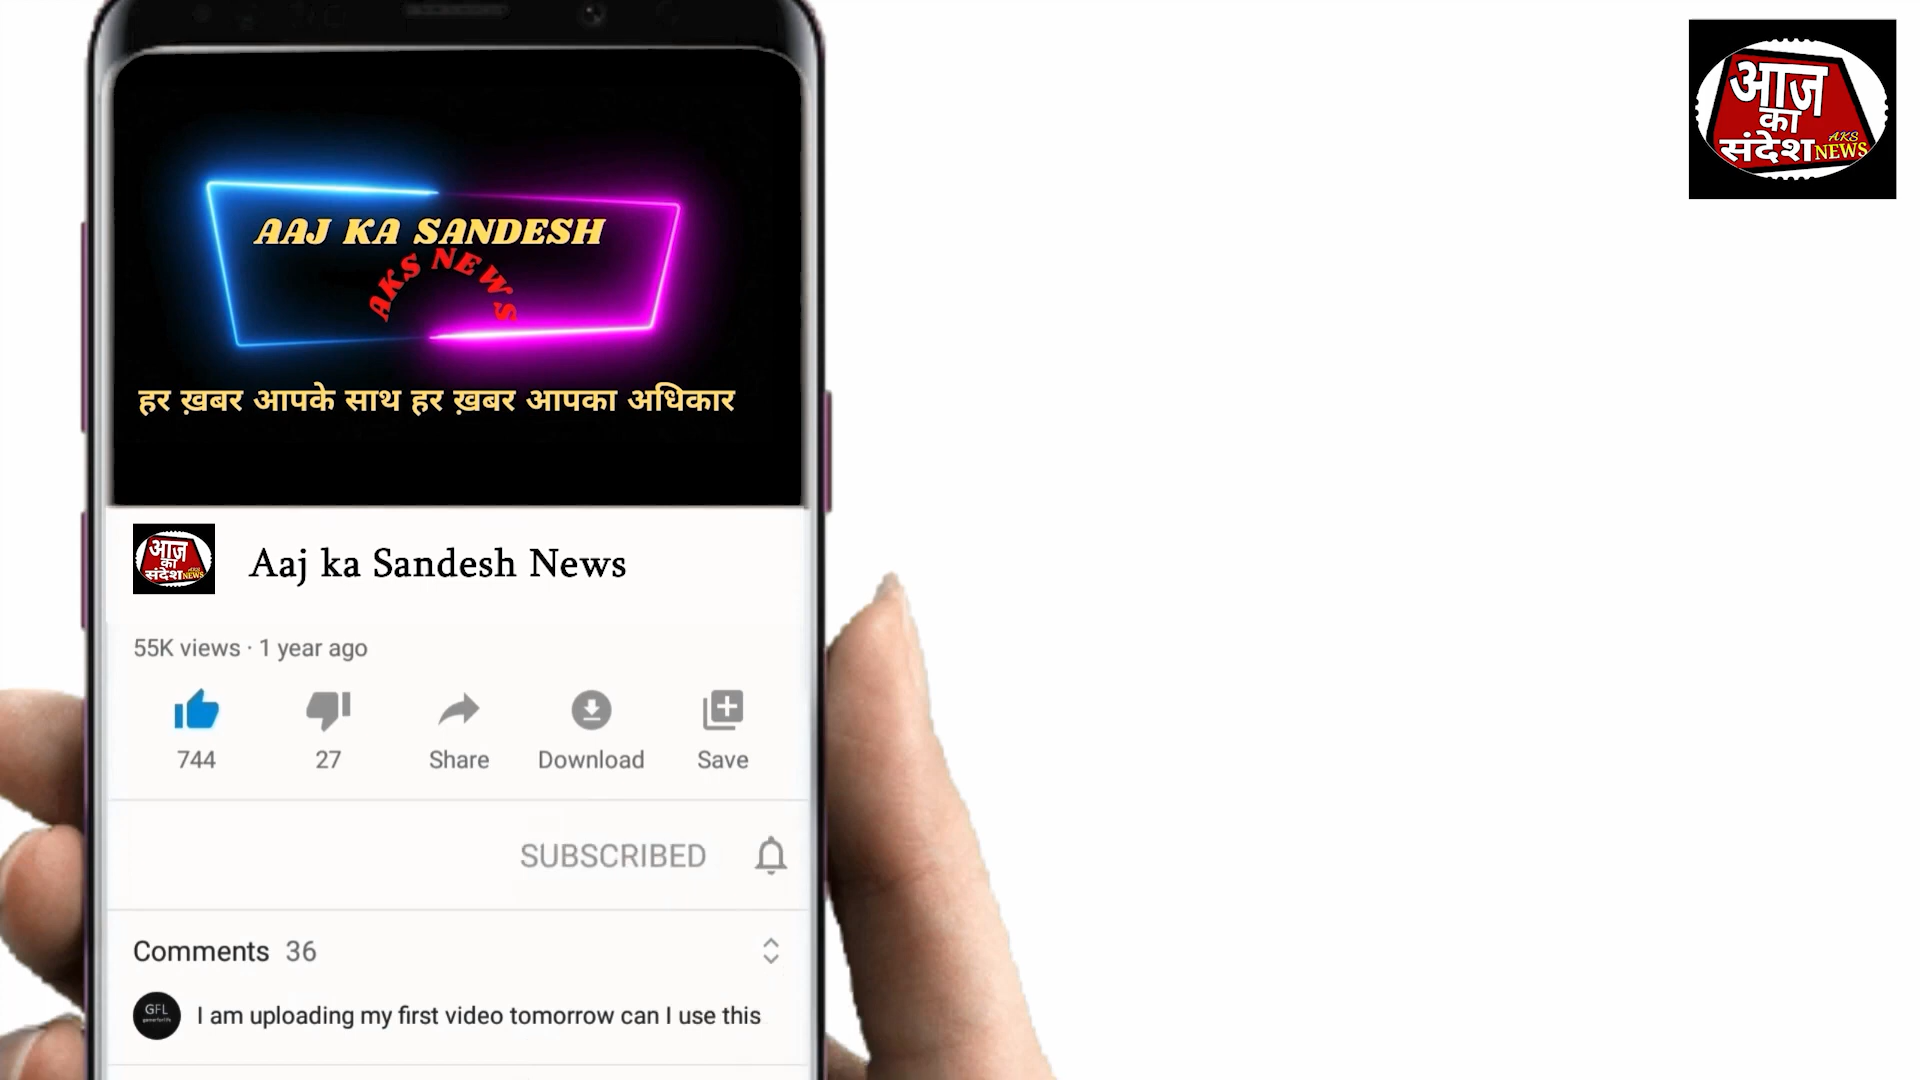 आज
का
संदेश AKS NEWS
AAJ KA SANDESH
AKS NEWS
हर ख़बर आपके साथ हर ख़बर आपका अधिकार
आज
का
संदेश NEWS
Aaj ka Sandesh News
55K views · 1 year ago
744 27 Share Download Save
SUBSCRIBED
Comments 36
GFL
I am uploading my first video tomorrow can I use this